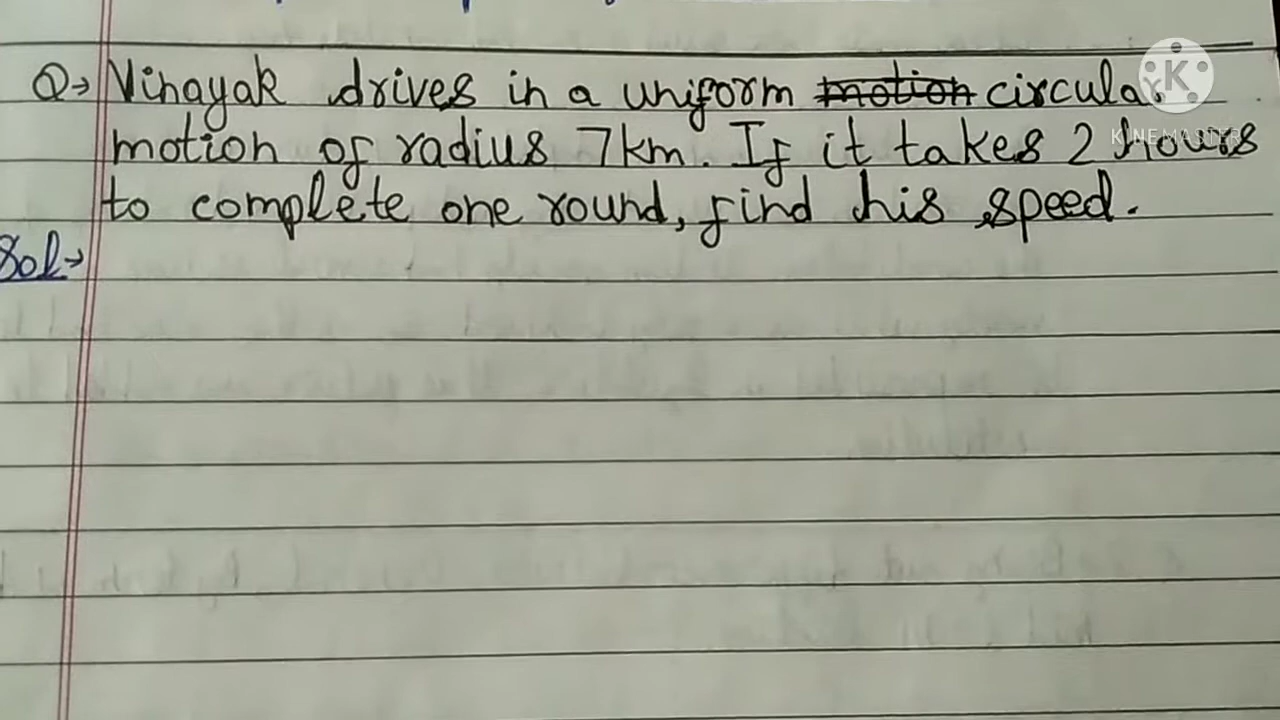 Q→ Vinayak drives in a uniform motion circular
motion of radius 7km. If it takes 2 hours
to complete one round, find his speed.
Sol→
K
KINEMASTER